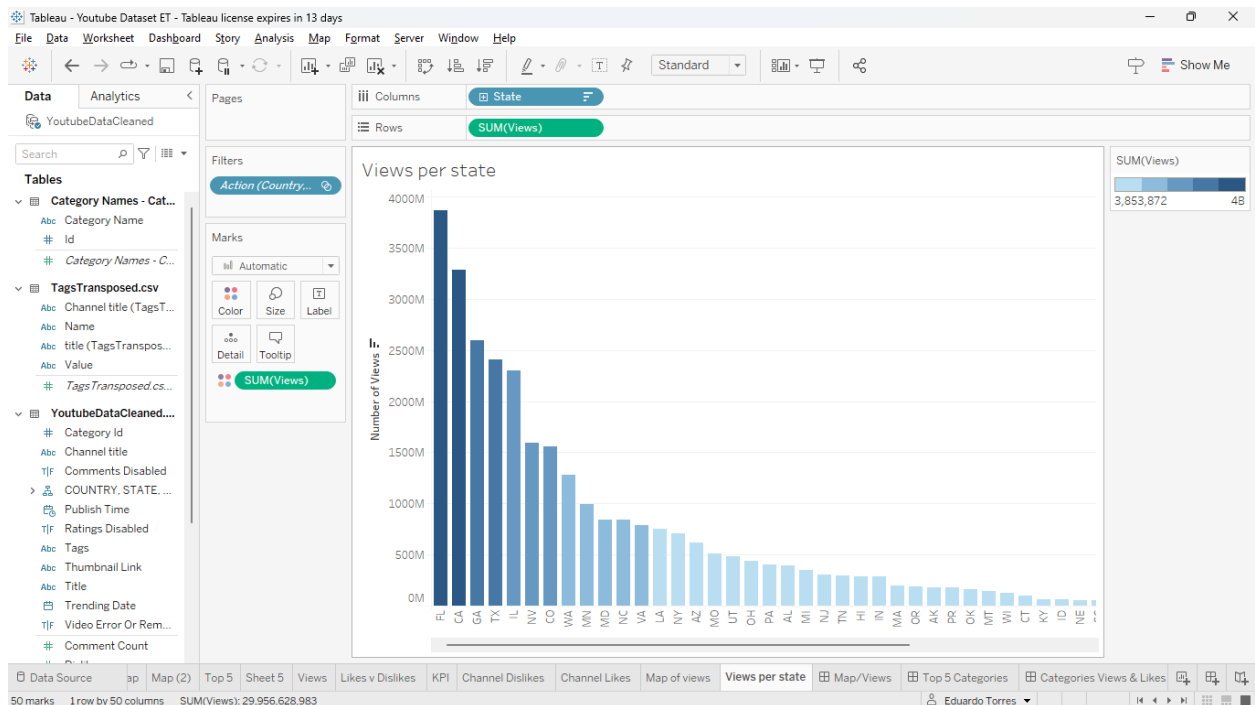 Tableau - Youtube Dataset ET - Tableau license expires in 13 days
File Data Worksheet Dashboard Story Analysis Map Format Server Window Help
Standard
Show Me
Data Analytics
YoutubeDataCleaned
Search
Tables
Category Names - Cat...
Abc Category Name
# Id
# Category Names - C...
TagsTransposed.csv
Abc Channel title (TagsT...
Abc Name
Abc title (TagsTranspos...
Abc Value
# TagsTransposed.cs...
YoutubeDataCleaned....
# Category Id
Abc Channel title
T|F Comments Disabled
COUNTRY, STATE, ...
Publish Time
T|F Ratings Disabled
Abc Tags
Abc Thumbnail Link
Abc Title
Trending Date
T|F Video Error Or Rem...
# Comment Count
Pages
Filters
Action (Country,...
Marks
Automatic
Color Size Label
Detail Tooltip
SUM(Views)
Columns State
Rows SUM(Views)
Views per state
Number of Views
4000M
3500M
3000M
2500M
2000M
1500M
1000M
500M
0M
FL CA GA TX IL NV CO WA MN MD NC VA LA NY AZ MO UT OH PA AL MI NJ TN HI IN MA OR AK PR OK MT WI CT KY ID NE
SUM(Views)
3,853,872 4B
Data Source ap Map (2) Top 5 Sheet 5 Views Likes v Dislikes KPI Channel Dislikes Channel Likes Map of views Views per state Map/Views Top 5 Categories Categories Views & Likes
50 marks 1 row by 50 columns SUM(Views): 29,956,628,983
Eduardo Torres